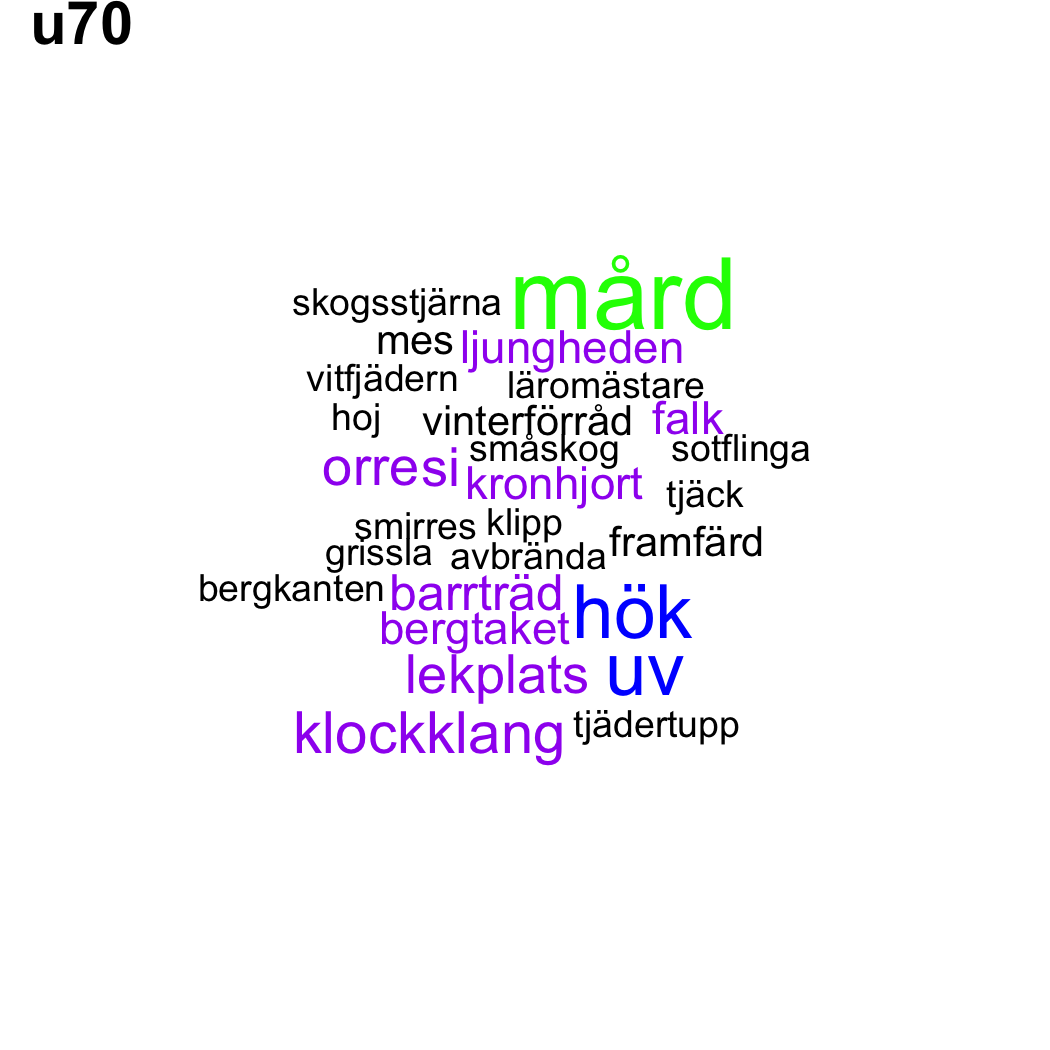 u70
mård
skogsstjärna
mes ljungheden
vitfjädern läromästare
hoj vinterförråd falk
småskog sotflinga
orresi kronhjort tjäck
smirres klipp framfärd
grissla avbrända
bergkanten barrträd hök
bergtaket
lekplats uv
klockklang tjädertupp